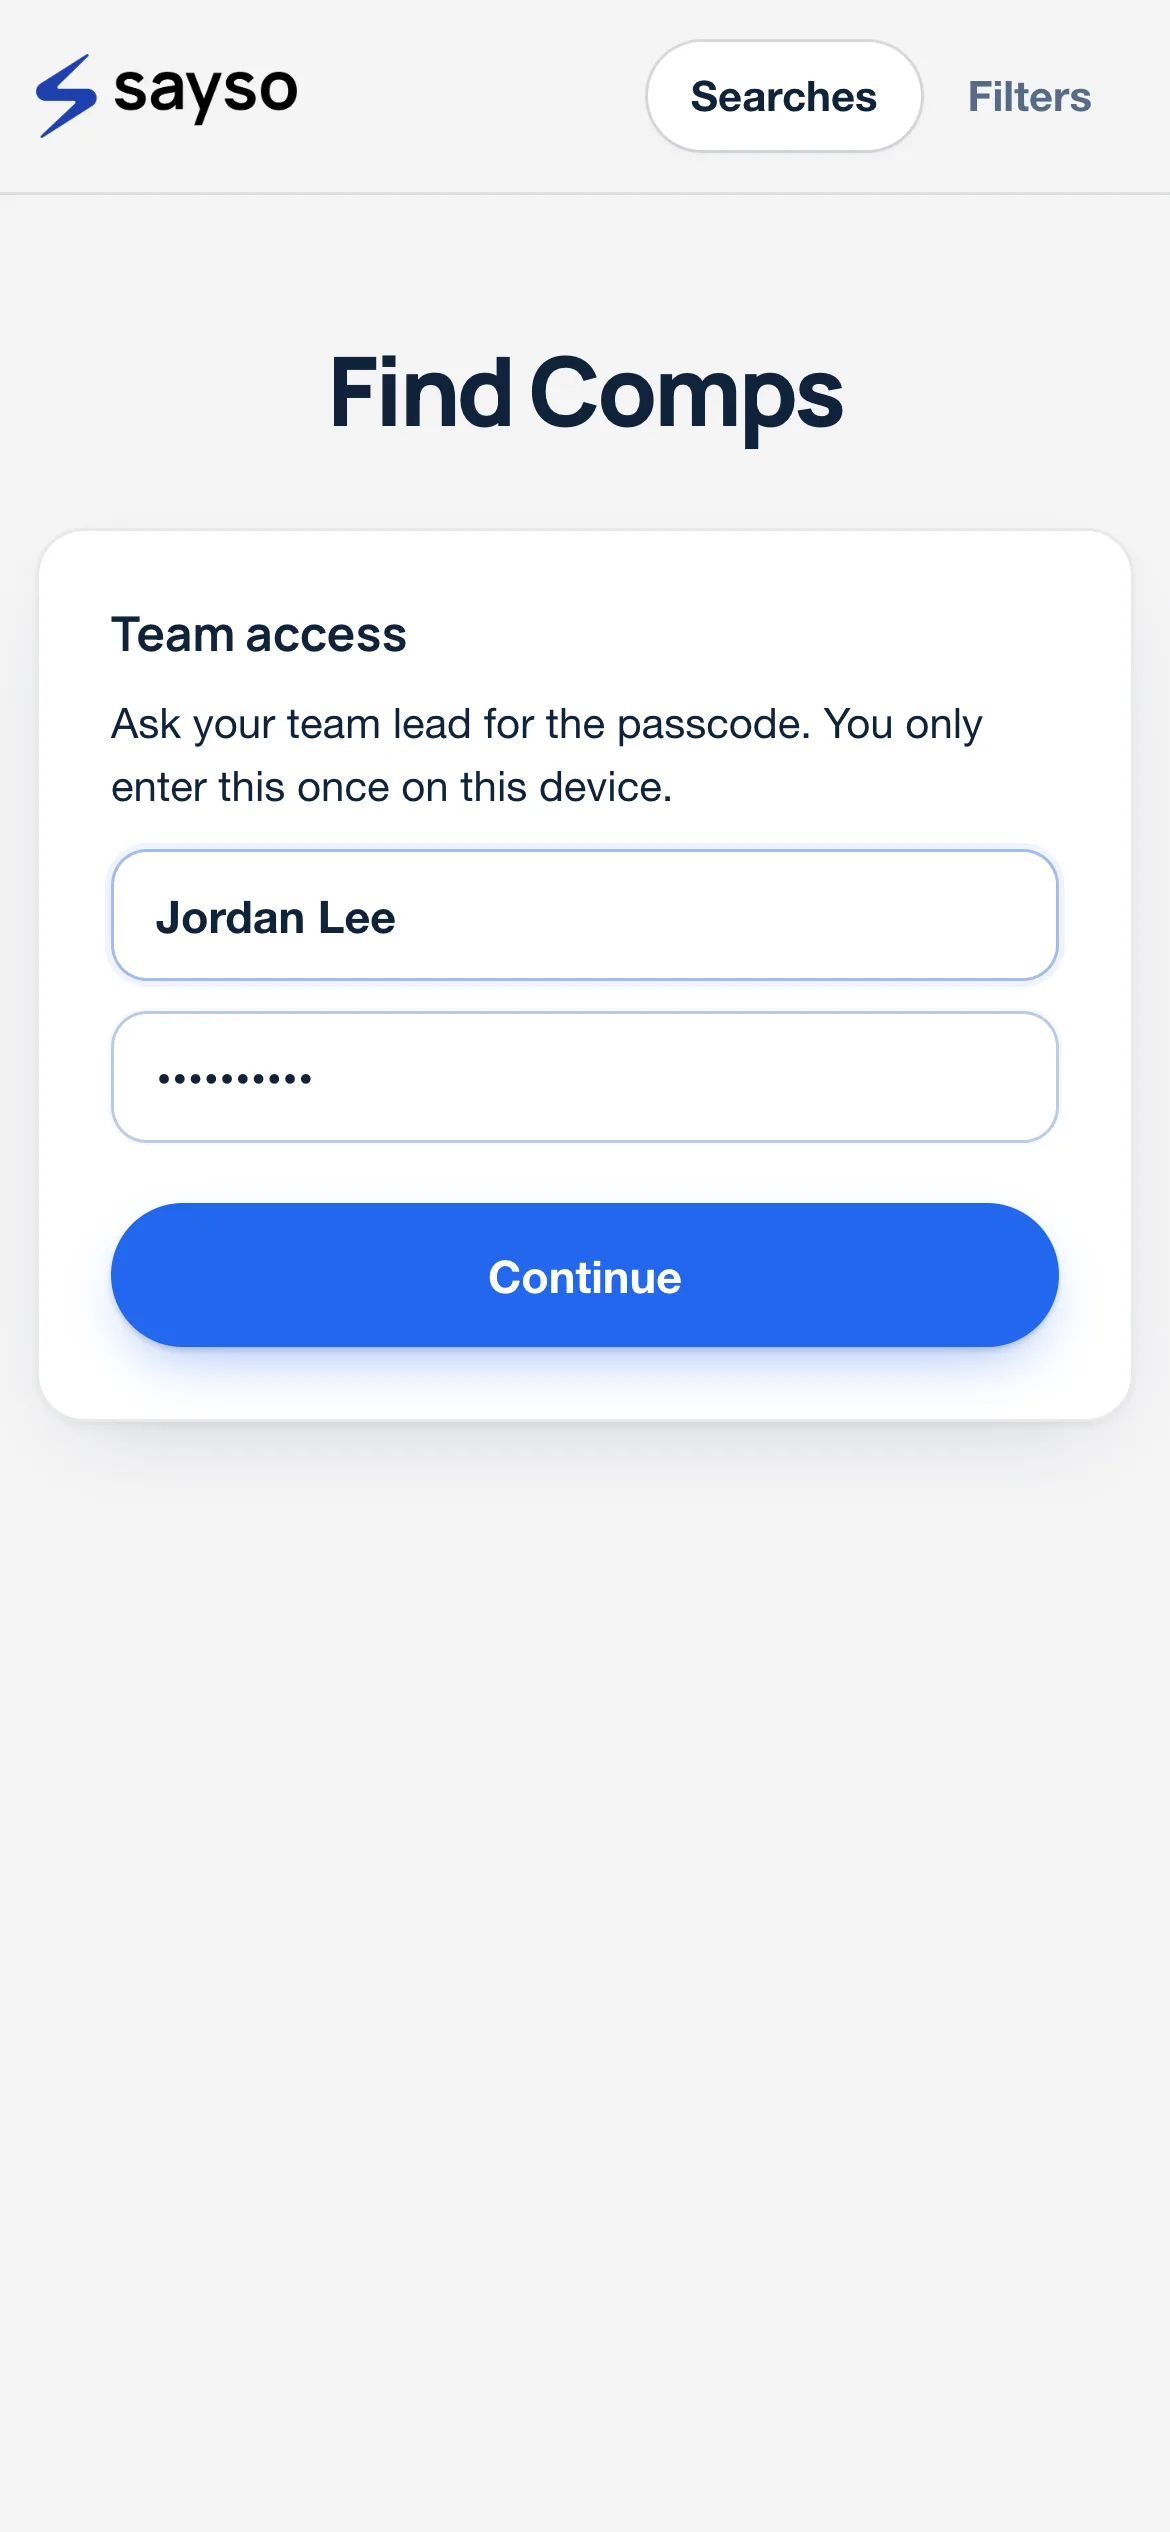 sayso
Searches
Filters
Find Comps
Team access
Ask your team lead for the passcode. You only
enter this once on this device.
Jordan Lee
••••••••••
Continue